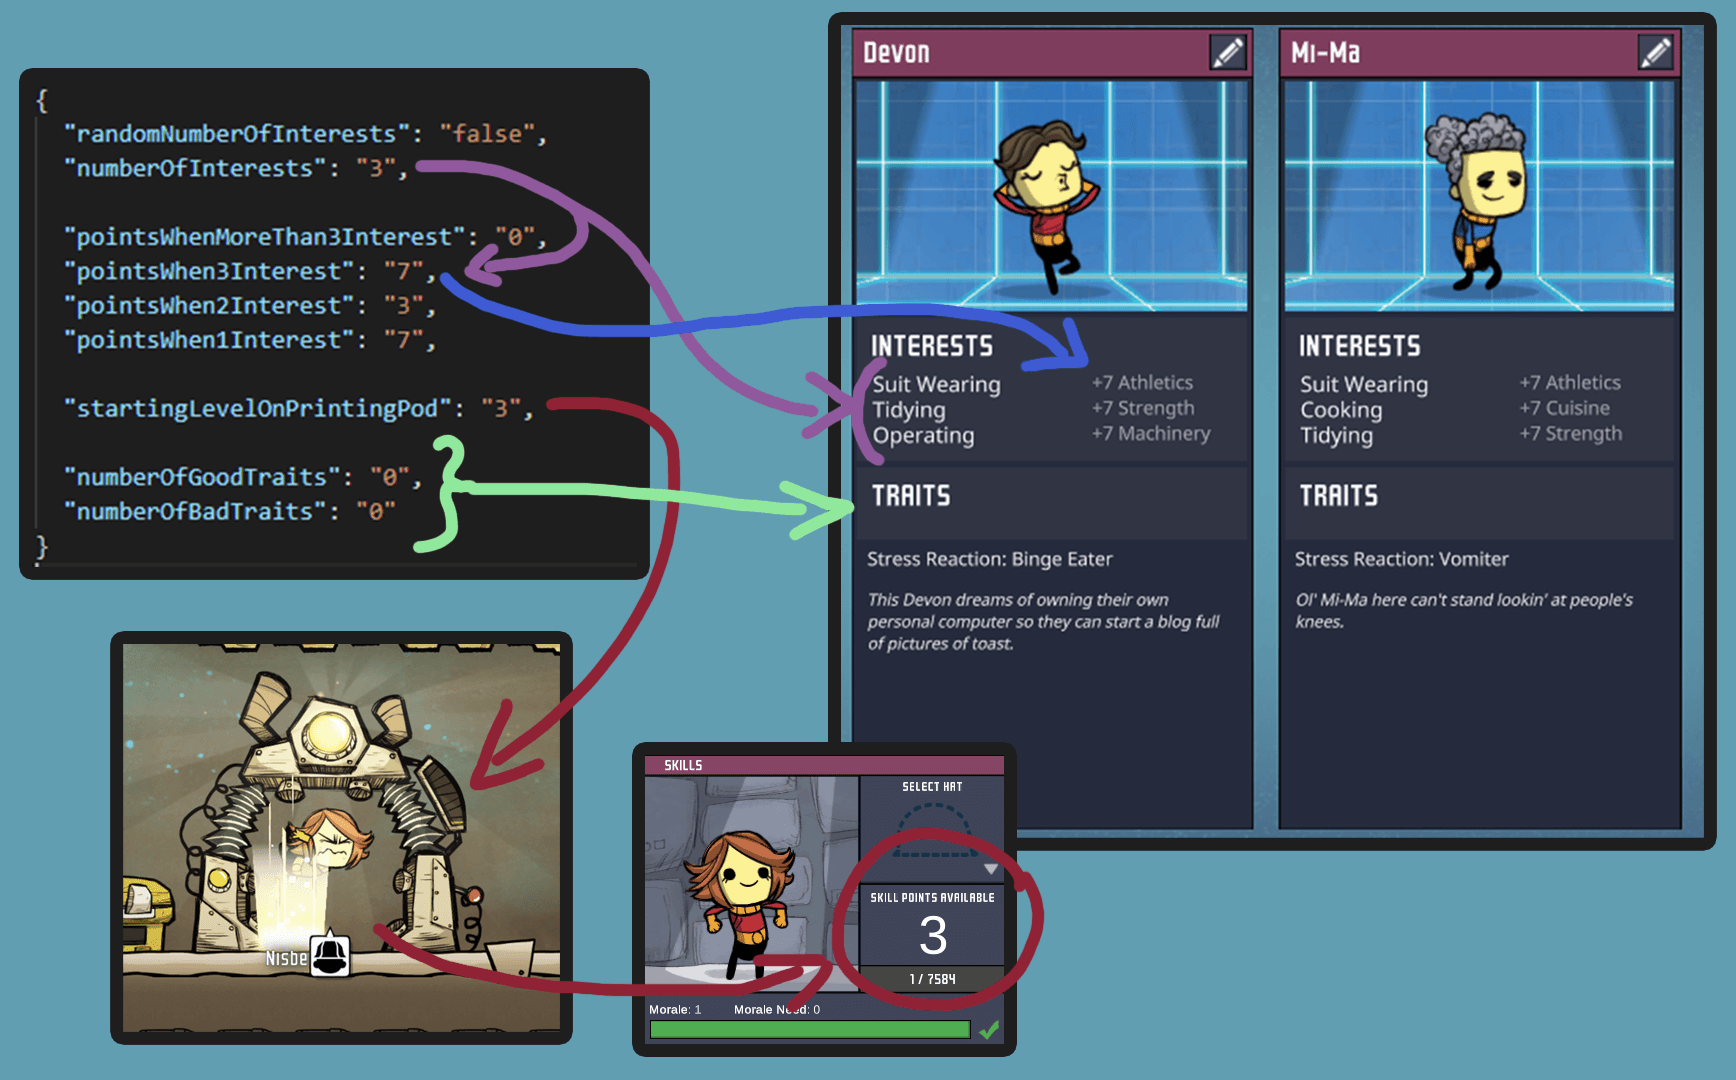 {
"randomNumberOfInterests": "false",
"numberOfInterests": "3",
"pointsWhenMoreThan3Interest": "0",
"pointsWhen3Interest": "7",
"pointsWhen2Interest": "3",
"pointsWhen1Interest": "7",
"startingLevelOnPrintingPod": "3",
"numberOfGoodTraits": "0",
"numberOfBadTraits": "0"
}
Devon
INTERESTS
Suit Wearing +7 Athletics
Tidying +7 Strength
Operating +7 Machinery
TRAITS
Stress Reaction: Binge Eater
This Devon dreams of owning their own
personal computer so they can start a blog full
of pictures of toast.
Mi-Ma
INTERESTS
Suit Wearing +7 Athletics
Cooking +7 Cuisine
Tidying +7 Strength
TRAITS
Stress Reaction: Vomiter
Ol' Mi-Ma here can't stand lookin' at people's
knees.
Nisbe
SKILLS
SELECT HAT
SKILL POINTS AVAILABLE
3
1 / 7584
Morale: 1 Morale Need: 0